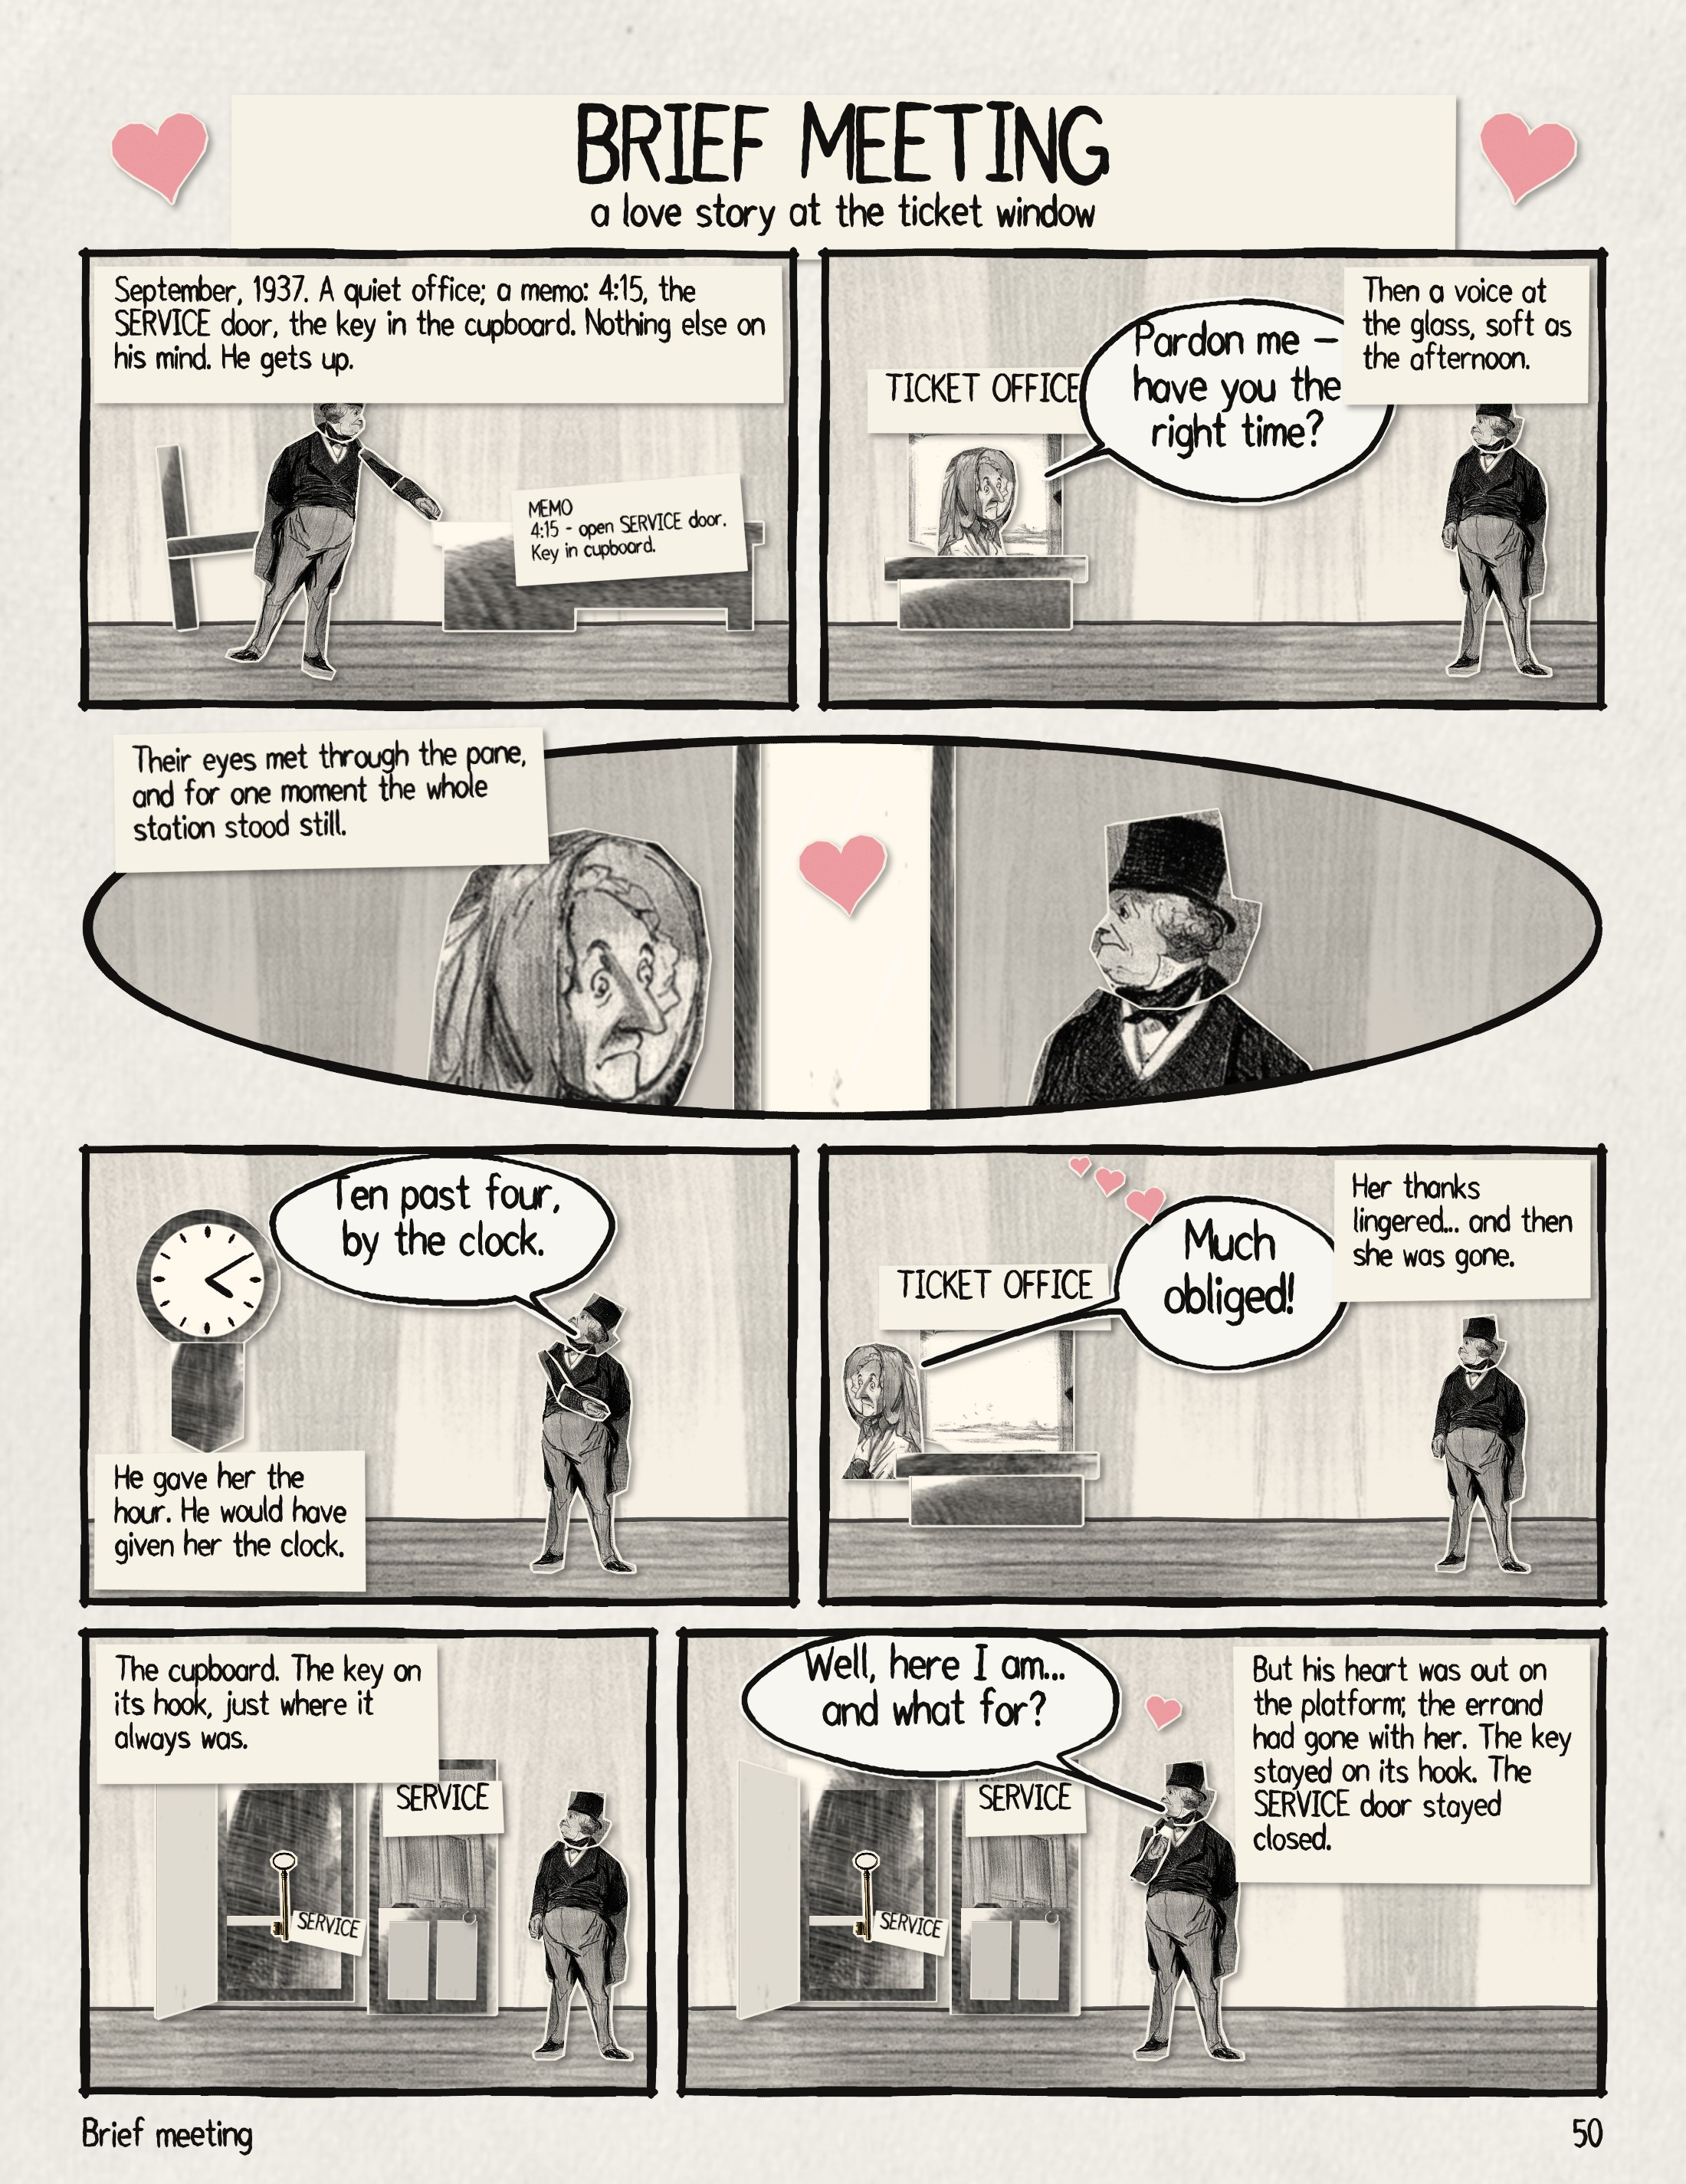 BRIEF MEETING
a love story at the ticket window
September, 1937. A quiet office; a memo: 4:15, the
SERVICE door, the key in the cupboard. Nothing else on
his mind. He gets up.
MEMO
4:15 - open SERVICE door.
Key in cupboard.
Then a voice at
the glass, soft as
the afternoon.
Pardon me –
have you the
right time?
TICKET OFFICE
Their eyes met through the pane,
and for one moment the whole
station stood still.
Ten past four,
by the clock.
He gave her the
hour. He would have
given her the clock.
Her thanks
lingered... and then
she was gone.
Much
obliged!
TICKET OFFICE
The cupboard. The key on
its hook, just where it
always was.
SERVICE
SERVICE
Well, here I am...
and what for?
But his heart was out on
the platform; the errand
had gone with her. The key
stayed on its hook. The
SERVICE door stayed
closed.
SERVICE
SERVICE
Brief meeting
50